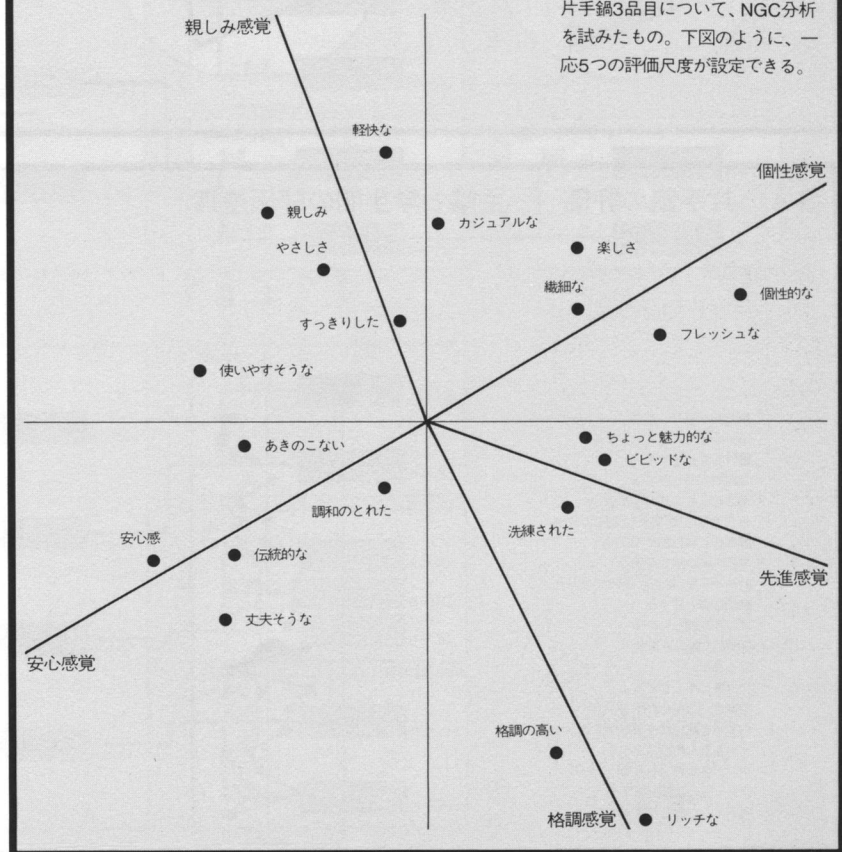 片手鍋3品目について、NGC分析
を試みたもの。下図のように、一
応5つの評価尺度が設定できる。
親しみ感覚
軽快な
個性感覚
親しみ
カジュアルな
やさしさ
楽しさ
繊細な
個性的な
すっきりした
フレッシュな
使いやすそうな
ちょっと魅力的な
あきのこない
ビビッドな
調和のとれた
洗練された
安心感
伝統的な
先進感覚
丈夫そうな
安心感覚
格調の高い
格調感覚
リッチな